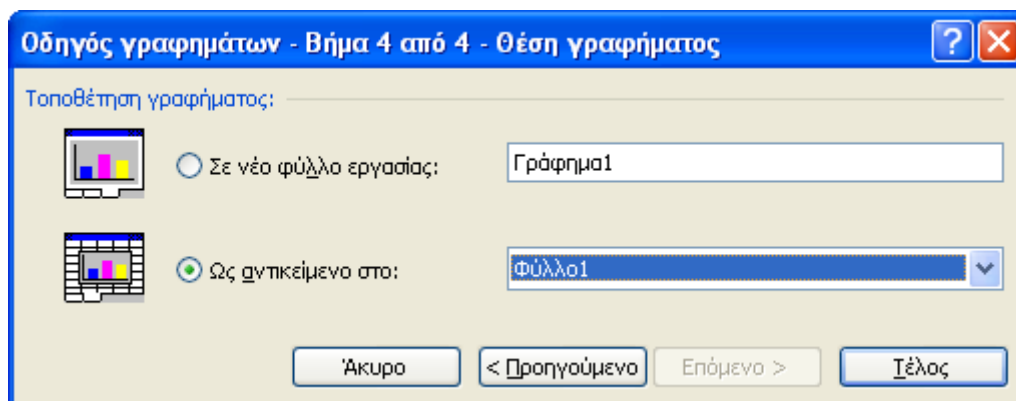 Οδηγός γραφημάτων - Βήμα 4 από 4 - Θέση γραφήματος
Τοποθέτηση γραφήματος:
Σε νέο φύλλο εργασίας: Γράφημα1
Ως αντικείμενο στο: Φύλλο1
Άκυρο < Προηγούμενο Επόμενο > Τέλος